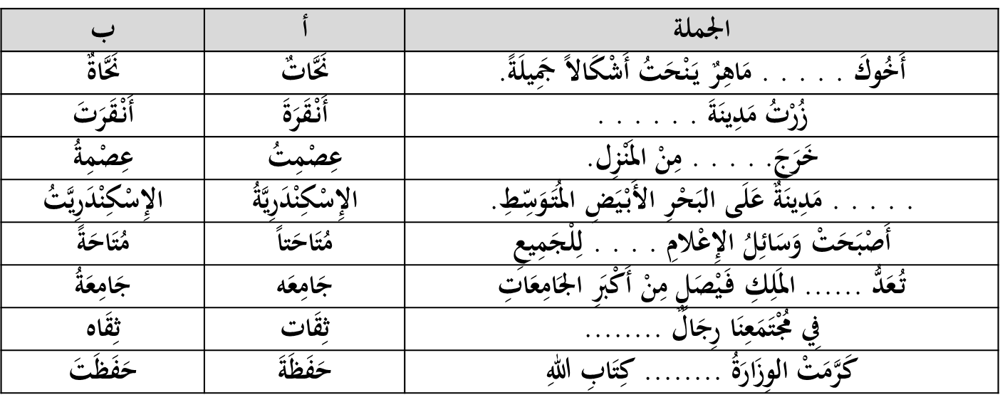 الجملة أ ب
أَخُوكَ . . . . . مَاهِرٌ يَنْحَتُ أَشْكَالاً جَمِيلَةً. نَحَّاتٌ نَحَّاةٌ
زُرْتُ مَدِينَةَ . . . . . . أَنْقَرَةَ أَنْقَرَتَ
خَرَجَ. . . . . مِنْ المَنْزِل. عِصْمِتُ عِصْمِةُ
. . . . . مَدِينَةٌ عَلَى البَحْرِ الأَبْيَضِ المُتَوَسِّطِ. الإِسْكِنْدَرِيَّةُ الإِسْكِنْدَرِيَّتُ
أَصْبَحَتْ وَسَائِلُ الإِعْلامِ . . . . لِلْجَمِيعِ مُتَاحَتاً مُتَاحَةً
تُعَدُّ ...... المَلِكِ فَيْصَلِ مِنْ أَكْبَرِ الجَامِعَاتِ جَامِعَه جَامِعَةُ
فِي مُجْتَمَعِنَا رِجَالٌ ........ ثِقَات ثِقَاه
كَرَّمَتْ الوِزَارَةُ ........ كِتَابِ اللهِ حَفَظَةَ حَفَظَتَ